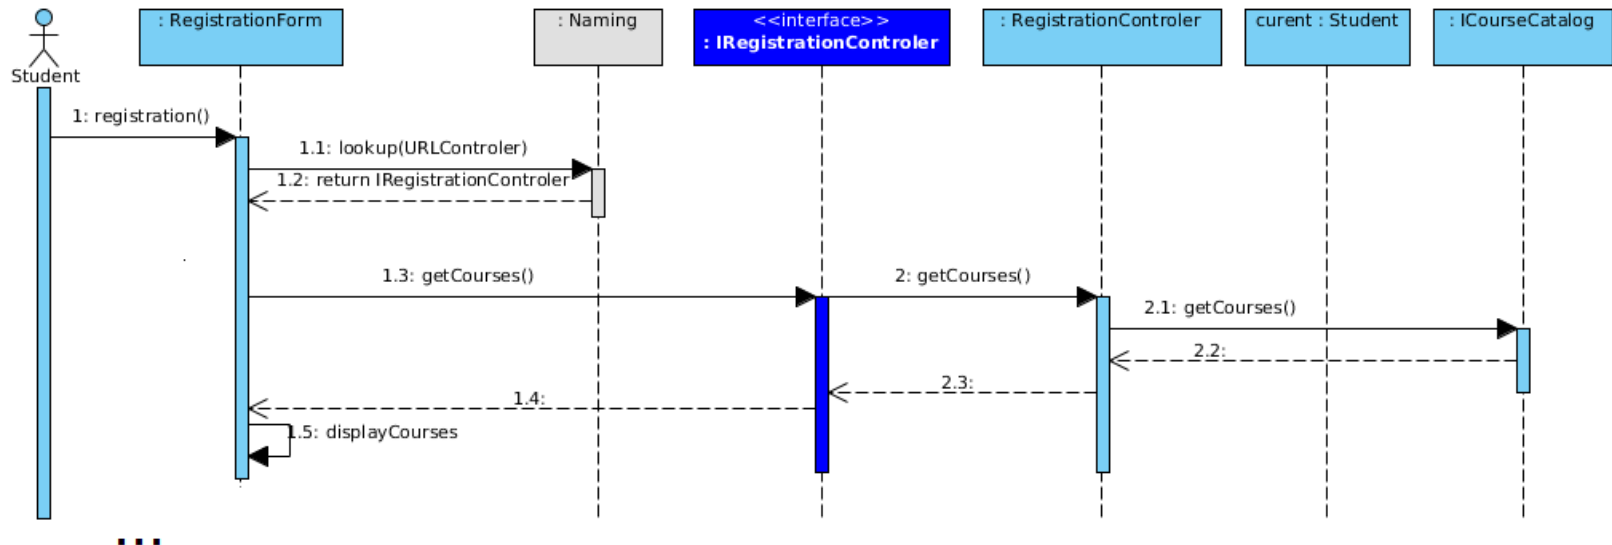 : RegistrationForm
: Naming
<<interface>>
: IRegistrationControler
: RegistrationControler
curent : Student
: ICourseCatalog
Student
1: registration()
1.1: lookup(URLControler)
1.2: return IRegistrationControler
1.3: getCourses()
2: getCourses()
2.1: getCourses()
2.2:
2.3:
1.4:
1.5: displayCourses
...